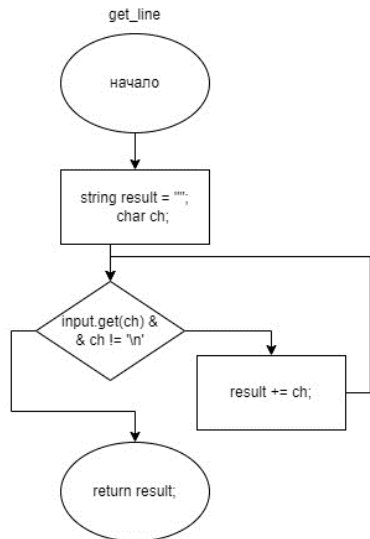 get_line
начало
string result = "";
char ch;
input.get(ch) &
& ch != '\n'
result += ch;
return result;